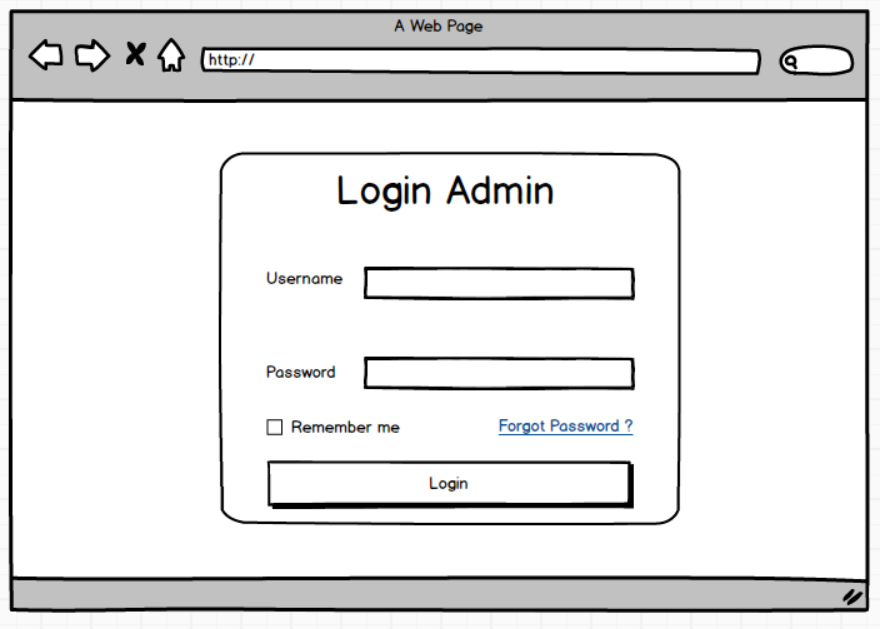 A Web Page
http://
Login Admin
Username
Password
Remember me
Forgot Password ?
Login